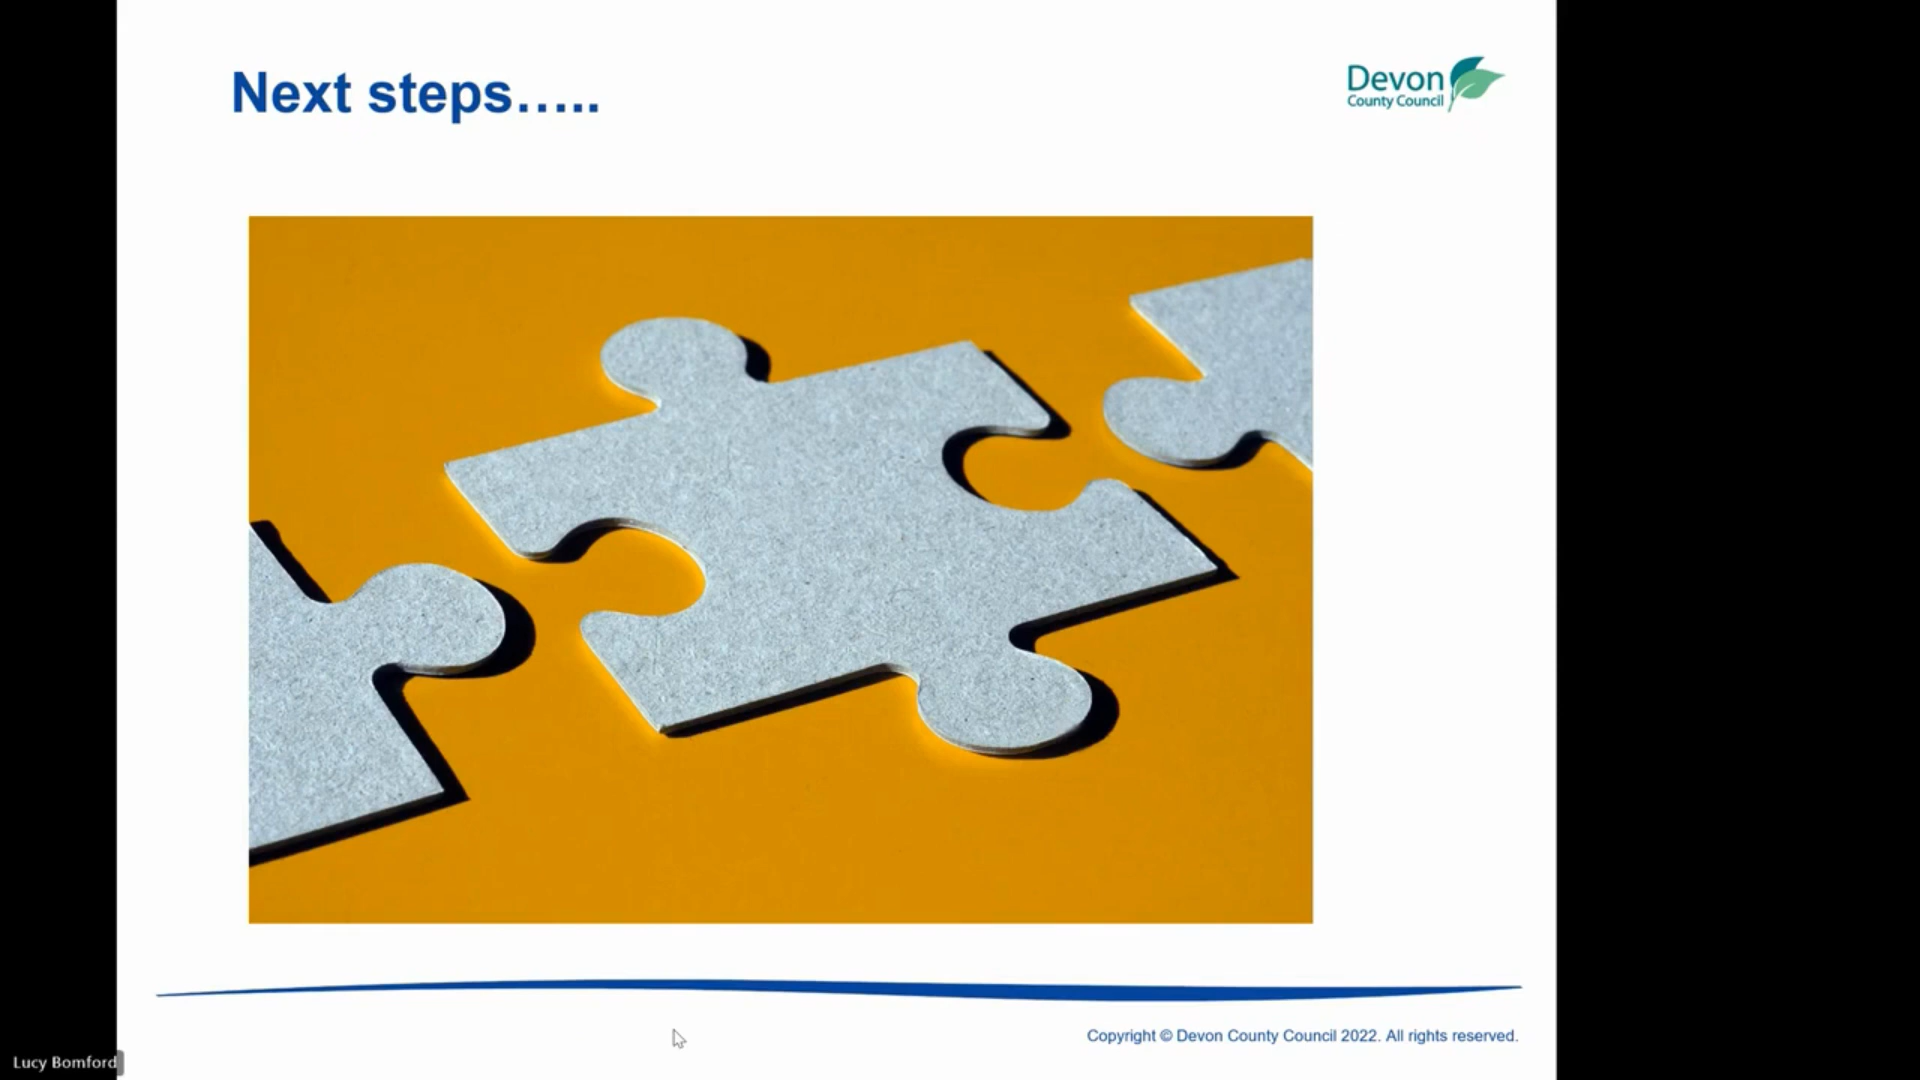 Next steps…..
Devon
County Council
Copyright © Devon County Council 2022. All rights reserved.
Lucy Bomford